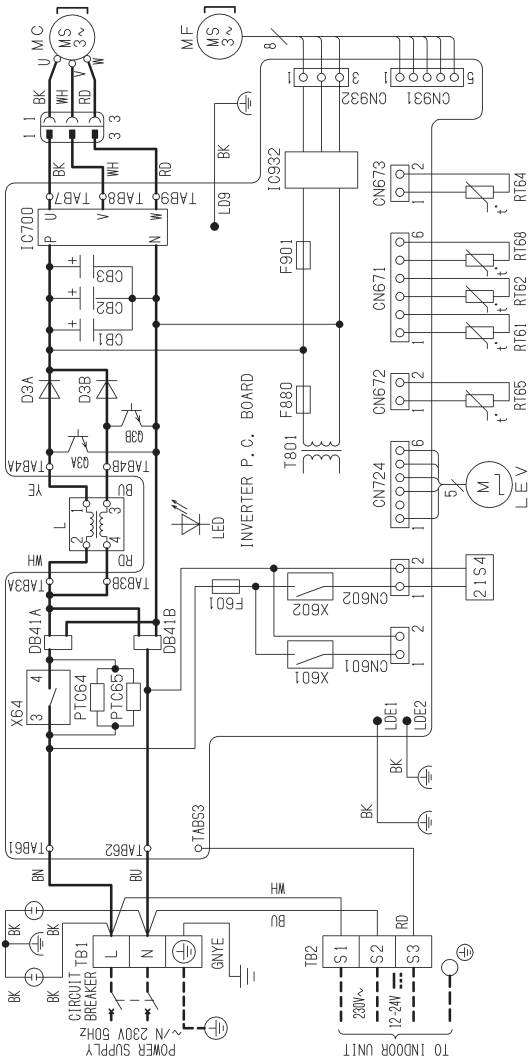 MC
MS
3~
U
V
W
BK
WH
RD
1 1
3 3
BK
WH
RD
TAB7
TAB8
TAB9
U
V
W
P
N
IC700
+
+
+
CB3
CB2
CB1
D3A
D3B
Q3A
Q3B
TAB4A
TAB4B
YE
BU
L
1
3
2
4
WH
RD
TAB3A
TAB3B
DB41A
DB41B
X64
4
3
PTC64
PTC65
TAB61
TAB62
TABS3
BN
BU
LED
INVERTER P.C. BOARD
MF
MS
3~
8
1
3
CN932
1
5
CN931
BK
LD9
IC932
F901
F880
T801
CN673
1
2
t
RT64
CN671
1
6
t
RT68
t
RT62
t
RT61
CN672
1
2
t
RT65
CN724
1
6
5
M
LEV
F601
X602
CN602
1
2
21S4
X601
CN601
1
2
LDE1
LDE2
BK
BK
BK
BK
BK
BK
WH
BU
RD
TB1
L
N
GNYE
CIRCUIT
BREAKER
POWER SUPPLY
~/N 230V 50Hz
TB2
S1
S2
S3
230V~
12-24V
TO INDOOR UNIT